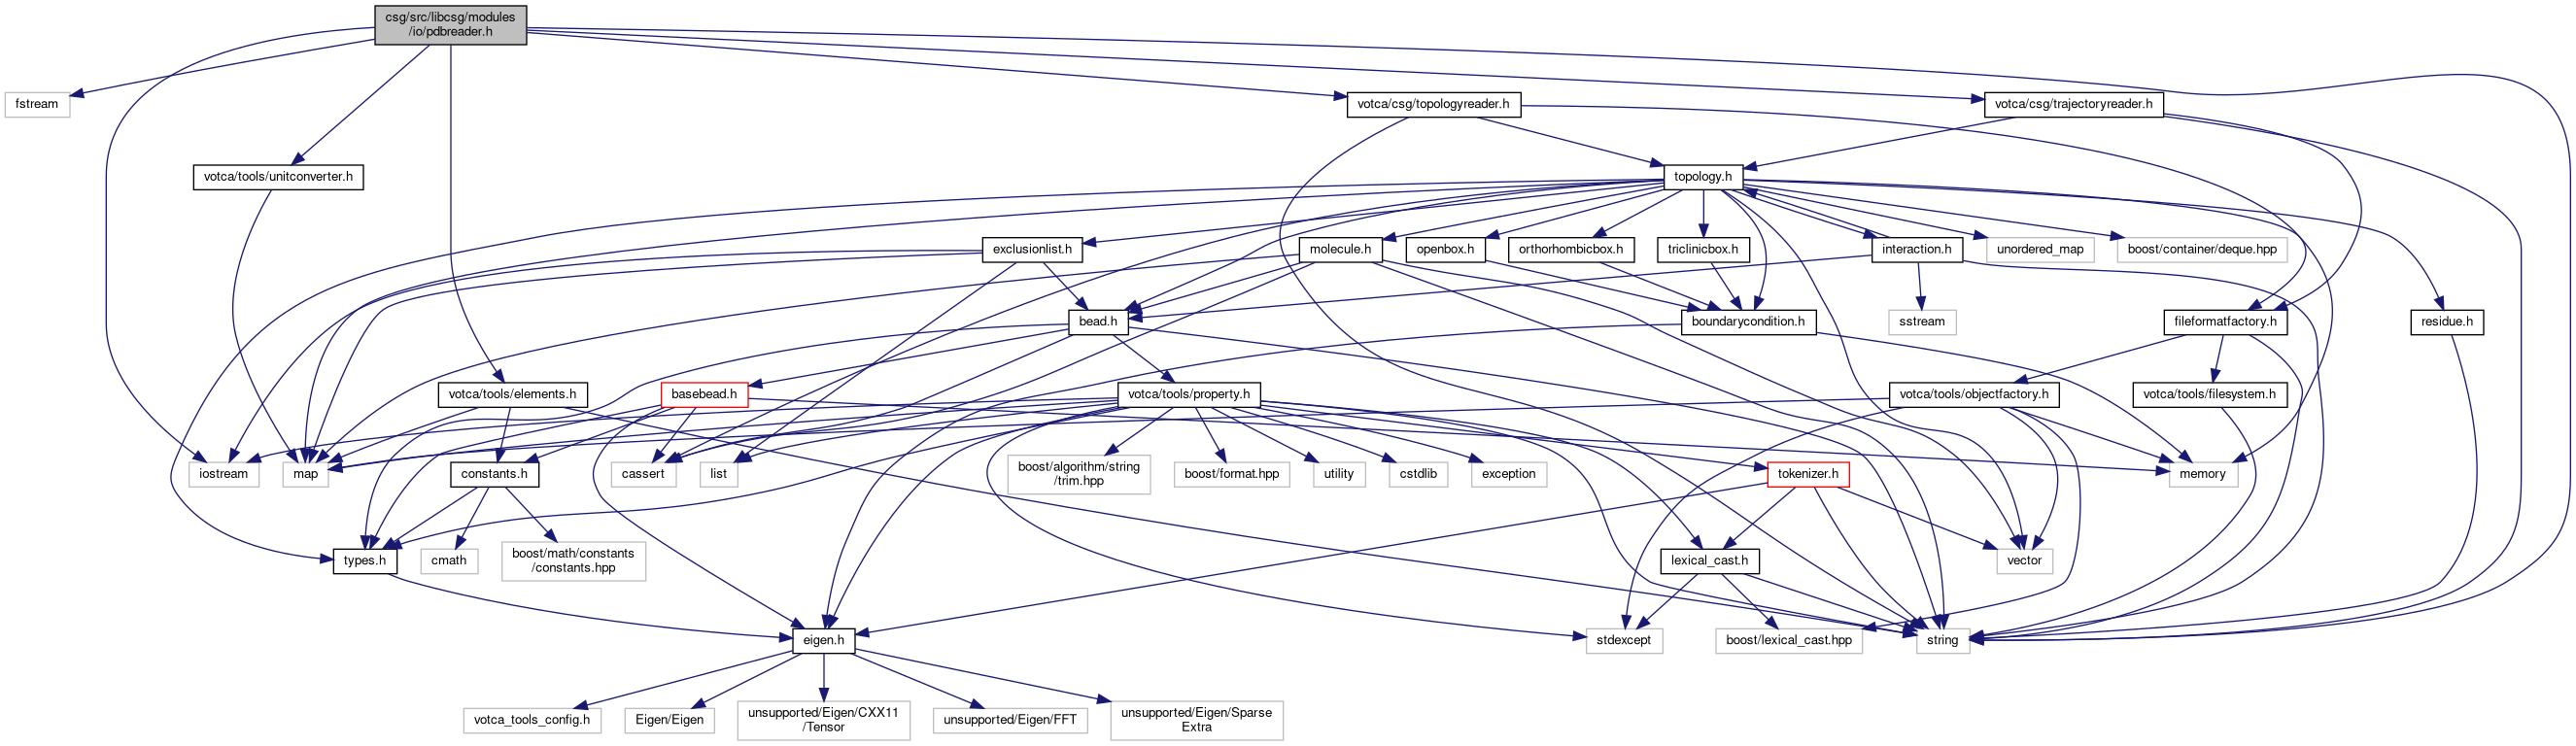 csg/src/libcsg/modules
/io/pdbreader.h
fstream
votca/csg/topologyreader.h
votca/csg/trajectoryreader.h
votca/tools/unitconverter.h
topology.h
exclusionlist.h
molecule.h
openbox.h
orthorhombicbox.h
triclinicbox.h
interaction.h
unordered_map
boost/container/deque.hpp
bead.h
boundarycondition.h
sstream
fileformatfactory.h
residue.h
votca/tools/elements.h
basebead.h
votca/tools/property.h
votca/tools/objectfactory.h
votca/tools/filesystem.h
iostream
map
constants.h
cassert
list
boost/algorithm/string
/trim.hpp
boost/format.hpp
utility
cstdlib
exception
tokenizer.h
memory
types.h
cmath
boost/math/constants
/constants.hpp
lexical_cast.h
vector
eigen.h
stdexcept
boost/lexical_cast.hpp
string
votca_tools_config.h
Eigen/Eigen
unsupported/Eigen/CXX11
/Tensor
unsupported/Eigen/FFT
unsupported/Eigen/Sparse
Extra